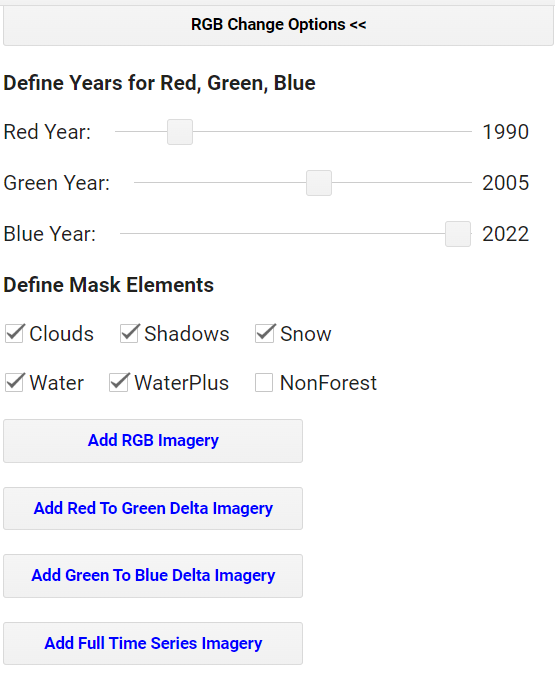 RGB Change Options <<
Define Years for Red, Green, Blue
Red Year: 1990
Green Year: 2005
Blue Year: 2022
Define Mask Elements
Clouds Shadows Snow
Water WaterPlus NonForest
Add RGB Imagery
Add Red To Green Delta Imagery
Add Green To Blue Delta Imagery
Add Full Time Series Imagery